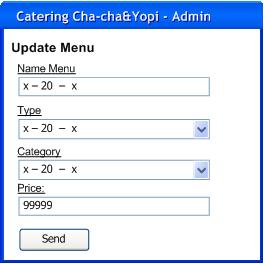 Catering Cha-cha&Yopi - Admin
Update Menu
Name Menu
x – 20 – x
Type
x – 20 – x
Category
x – 20 – x
Price:
99999
Send